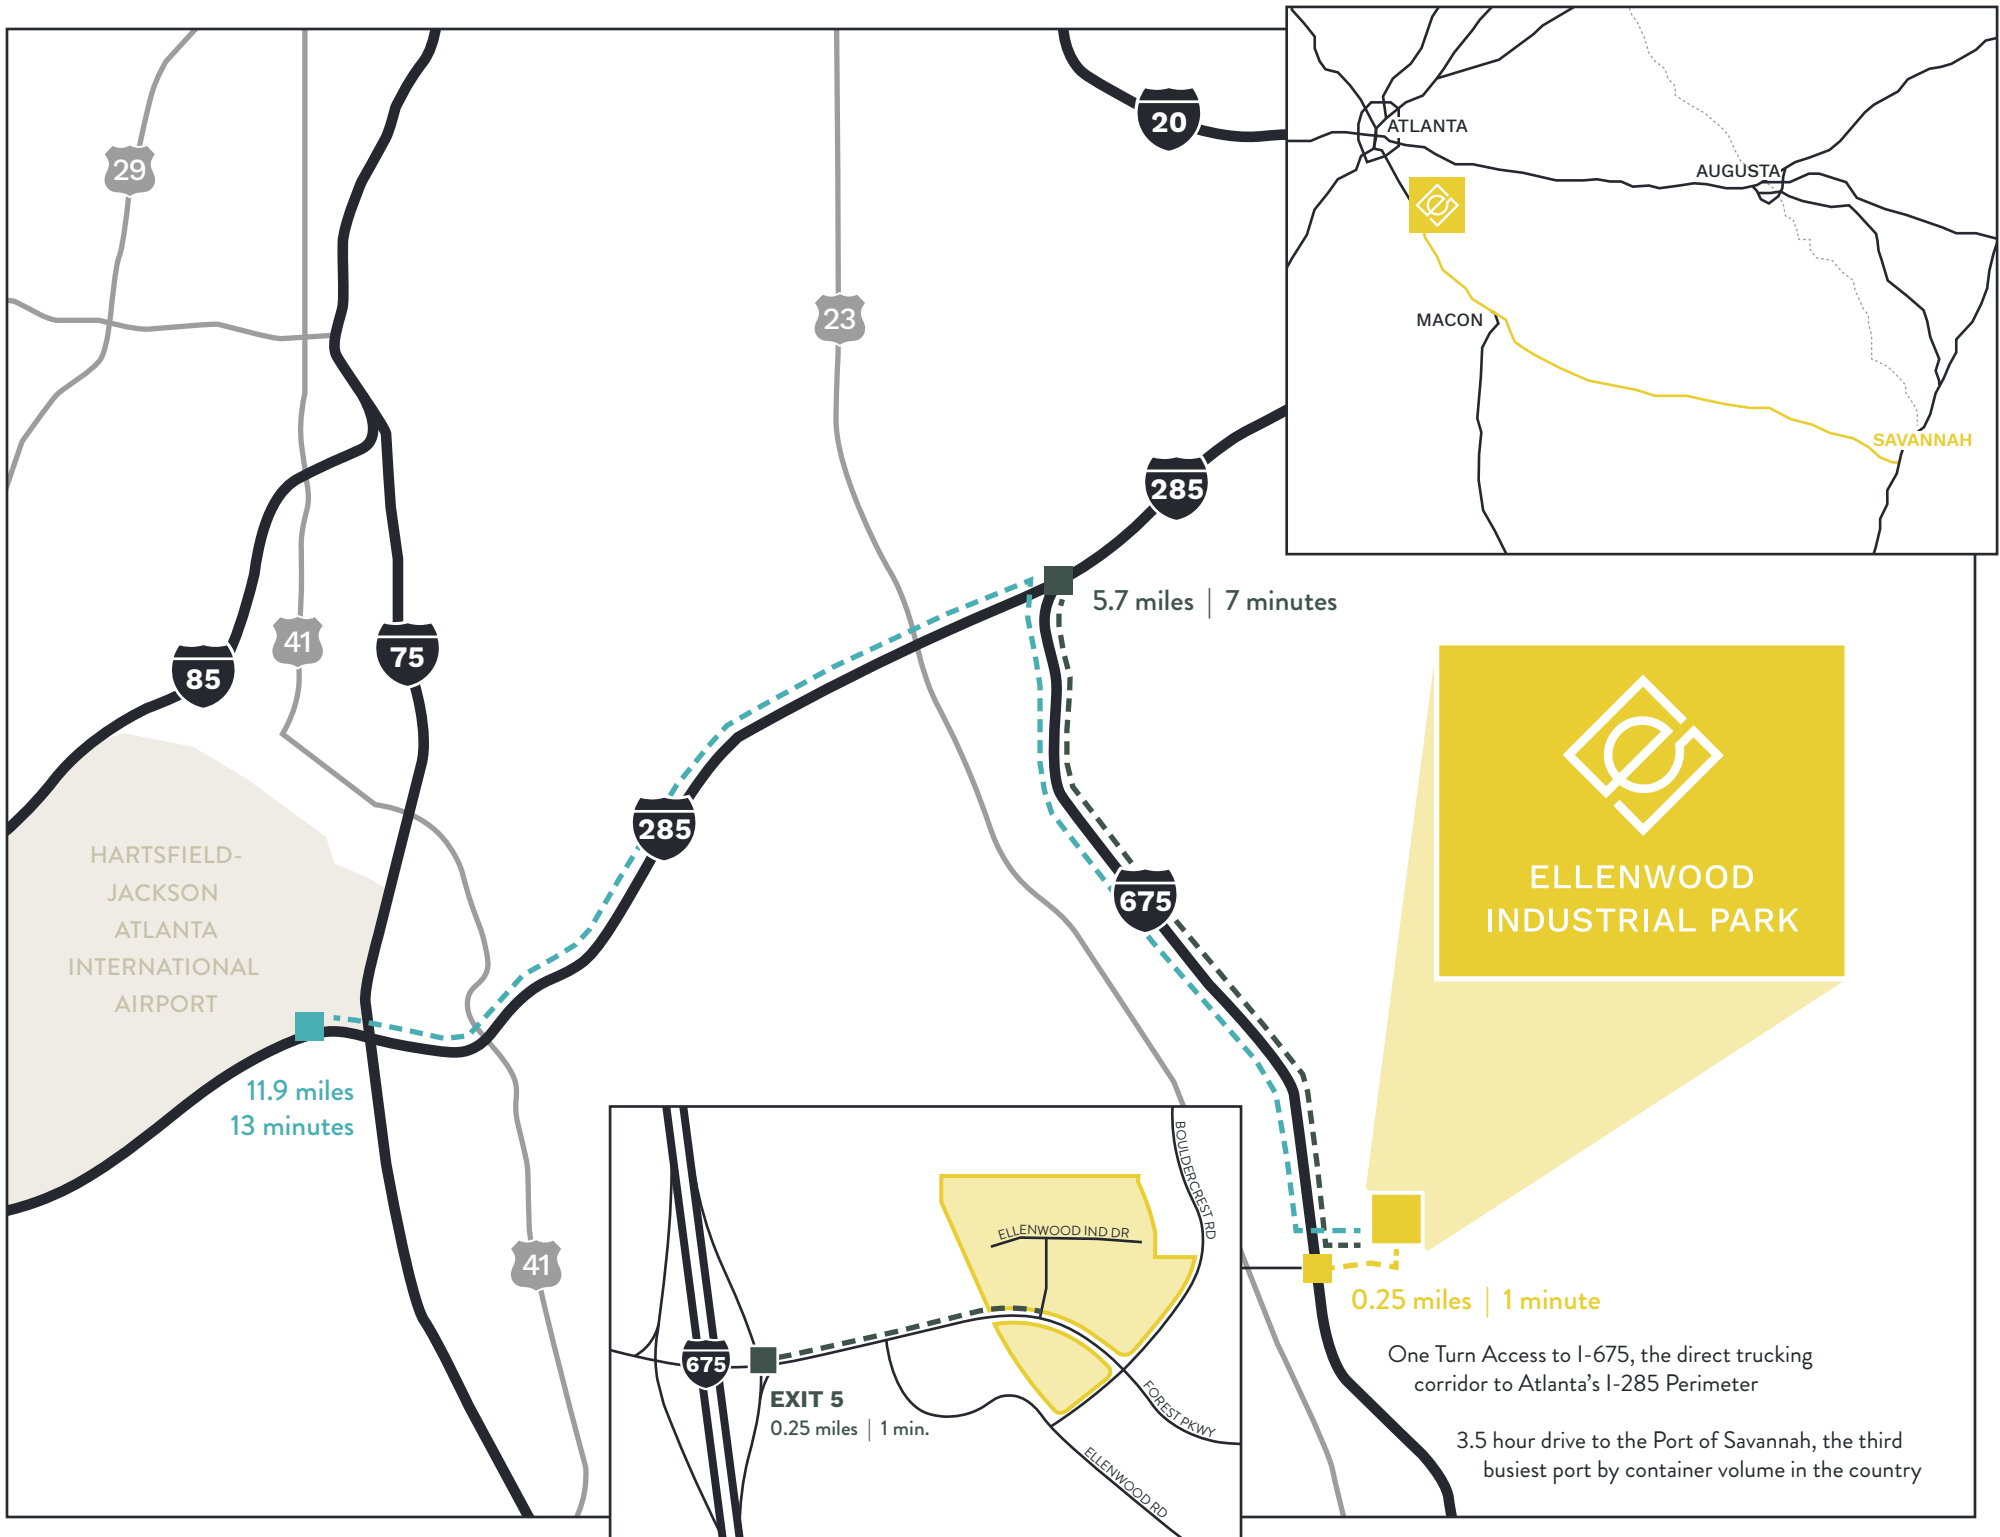 20
ATLANTA
29
AUGUSTA
23
MACON
SAVANNAH
285
5.7 miles | 7 minutes
41
75
85
285
HARTSFIELD-
JACKSON
ATLANTA
INTERNATIONAL
AIRPORT
675
ELLENWOOD
INDUSTRIAL PARK
11.9 miles
13 minutes
BOULDERCREST RD
ELLENWOOD IND DR
41
0.25 miles | 1 minute
675
EXIT 5
0.25 miles | 1 min.
FOREST PKWY
ELLENWOOD RD
One Turn Access to I-675, the direct trucking
corridor to Atlanta's I-285 Perimeter
3.5 hour drive to the Port of Savannah, the third
busiest port by container volume in the country